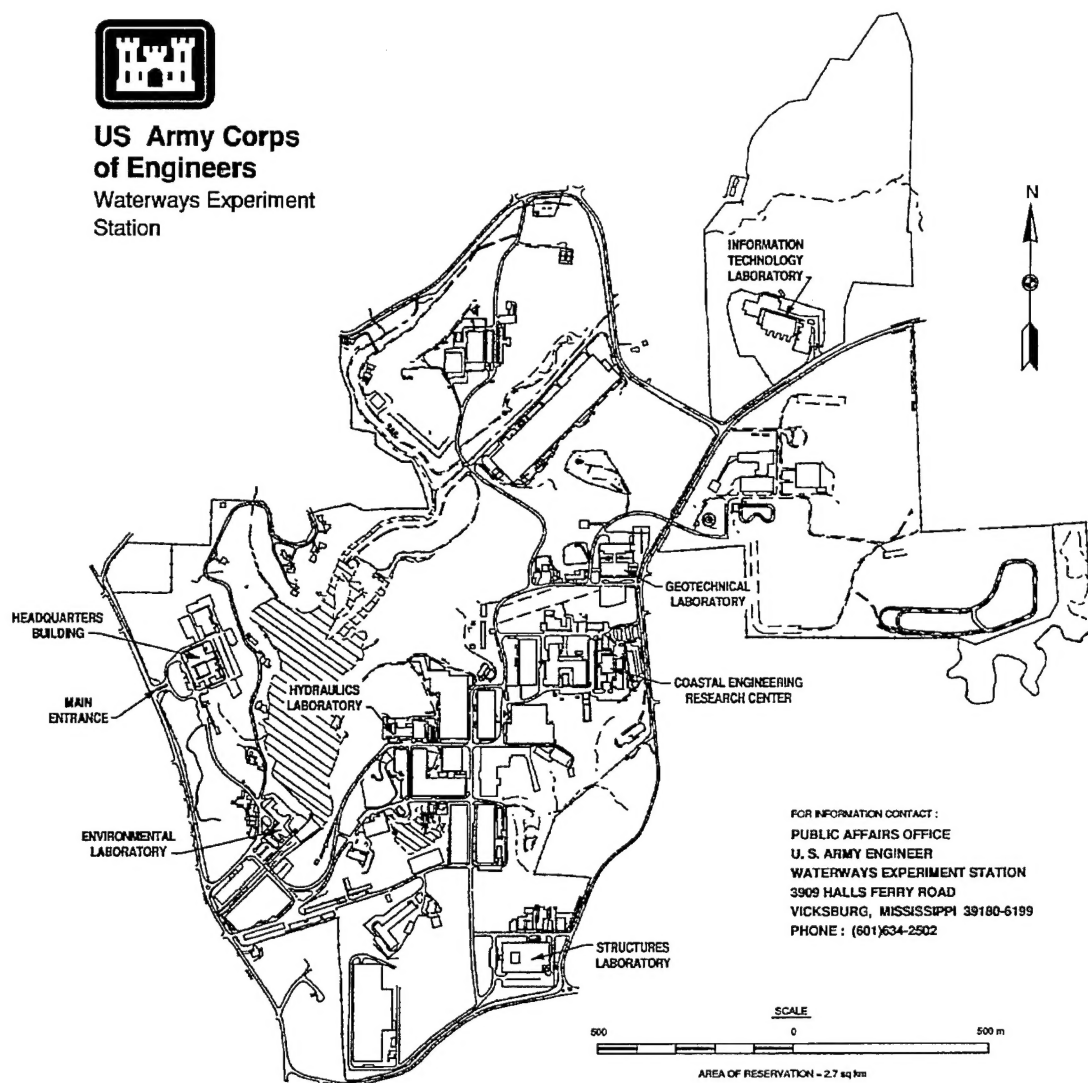 US Army Corps
of Engineers
Waterways Experiment
Station
N
INFORMATION
TECHNOLOGY
LABORATORY
GEOTECHNICAL
LABORATORY
HEADQUARTERS
BUILDING
MAIN
ENTRANCE
HYDRAULICS
LABORATORY
COASTAL ENGINEERING
RESEARCH CENTER
ENVIRONMENTAL
LABORATORY
STRUCTURES
LABORATORY
FOR INFORMATION CONTACT :
PUBLIC AFFAIRS OFFICE
U. S. ARMY ENGINEER
WATERWAYS EXPERIMENT STATION
3909 HALLS FERRY ROAD
VICKSBURG, MISSISSIPPI 39180-6199
PHONE : (601)634-2502
SCALE
500 0 500 m
AREA OF RESERVATION - 2.7 sq km